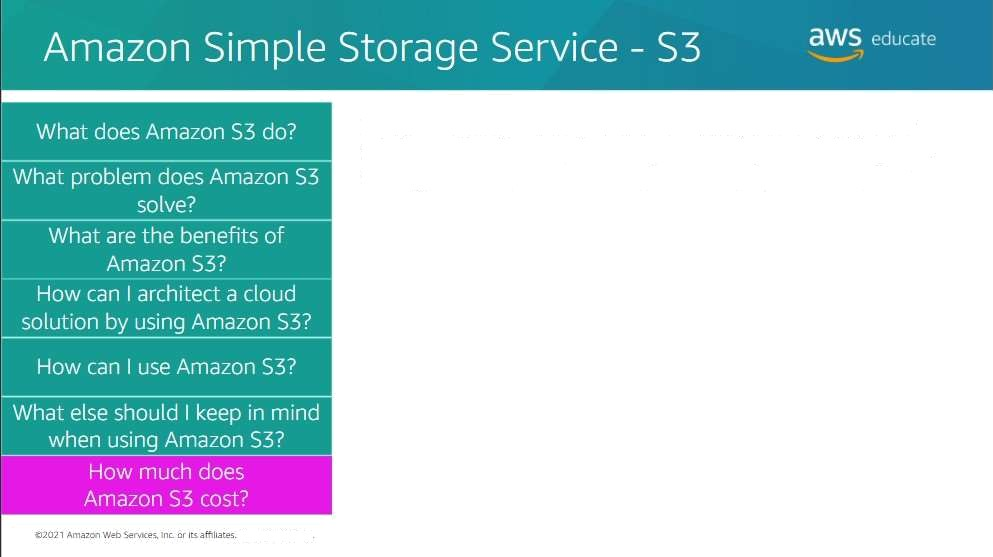 Amazon Simple Storage Service - S3
aws educate
What does Amazon S3 do?
What problem does Amazon S3
solve?
What are the benefits of
Amazon S3?
How can I architect a cloud
solution by using Amazon S3?
How can I use Amazon S3?
What else should I keep in mind
when using Amazon S3?
How much does
Amazon S3 cost?
©2021 Amazon Web Services, Inc. or its affiliates.